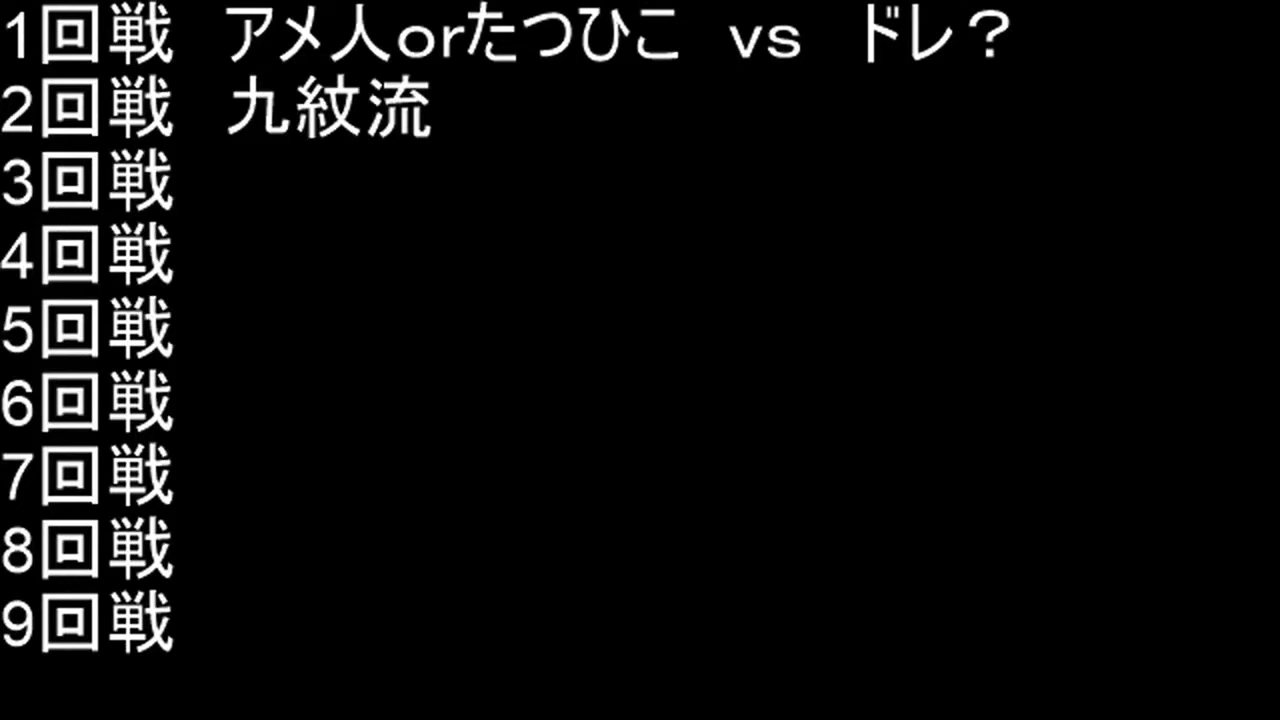 1回戦　アメ人orたつひこ　vs　ドレ？
2回戦　九紋流
3回戦
4回戦
5回戦
6回戦
7回戦
8回戦
9回戦